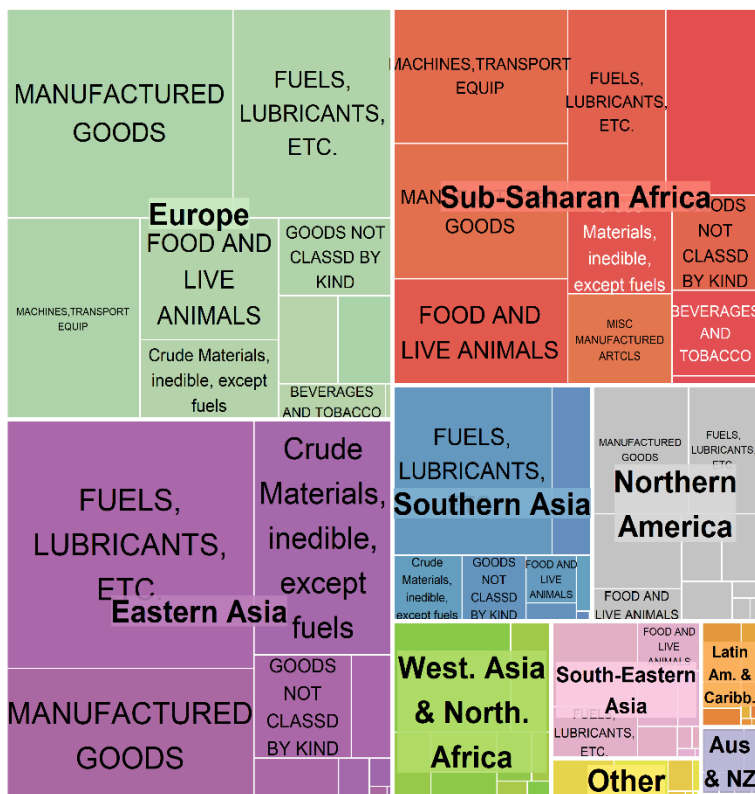 MANUFACTURED
GOODS
FUELS,
LUBRICANTS,
ETC.
Europe
MACHINES,TRANSPORT
EQUIP
FOOD AND
LIVE
ANIMALS
GOODS NOT
CLASSD BY
KIND
Crude Materials,
inedible, except
fuels
BEVERAGES
AND TOBACCO
MACHINES,TRANSPORT
EQUIP
FUELS,
LUBRICANTS,
ETC.
Sub-Saharan Africa
GOODS
Materials,
inedible,
except fuels
GOODS
NOT
CLASSD BY
KIND
FOOD AND
LIVE ANIMALS
MISC
MANUFACTURED
ARTCLS
BEVERAGES
AND
TOBACCO
FUELS,
LUBRICANTS,
ETC.
Eastern Asia
Crude
Materials,
inedible,
except
fuels
MANUFACTURED
GOODS
GOODS
NOT
CLASSD
BY KIND
FUELS,
LUBRICANTS,
Southern Asia
Crude
Materials,
inedible,
except fuels
GOODS
NOT
CLASSD
BY KIND
FOOD AND
LIVE
ANIMALS
MANUFACTURED
GOODS
FUELS,
LUBRICANTS,
ETC.
Northern
America
FOOD AND
LIVE ANIMALS
West. Asia
& North.
Africa
FOOD AND
LIVE
ANIMALS
South-Eastern
Asia
FUELS,
LUBRICANTS,
ETC.
Latin
Am. &
Caribb.
Other
Aus
& NZ